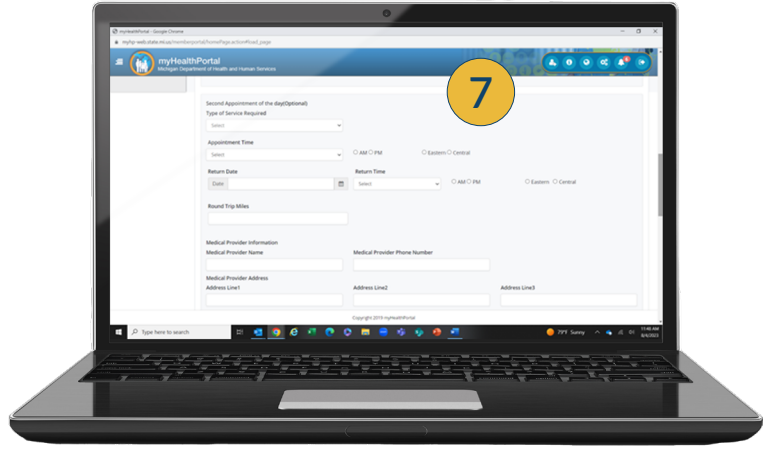 myHealthPortal - Google Chrome
myhp-web.state.mi.us/memberportal/homePage.action#load_page
myHealthPortal
Michigan Department of Health and Human Services
7
Second Appointment of the day(Optional)
Type of Service Required
Select
Appointment Time
Select AM PM Eastern Central
Return Date Return Time
Date Select AM PM Eastern Central
Round Trip Miles
Medical Provider Information
Medical Provider Name Medical Provider Phone Number
Medical Provider Address
Address Line1 Address Line2 Address Line3
Copyright 2019 myHealthPortal
Type here to search 79°F Sunny 11:48 AM
8/6/2023